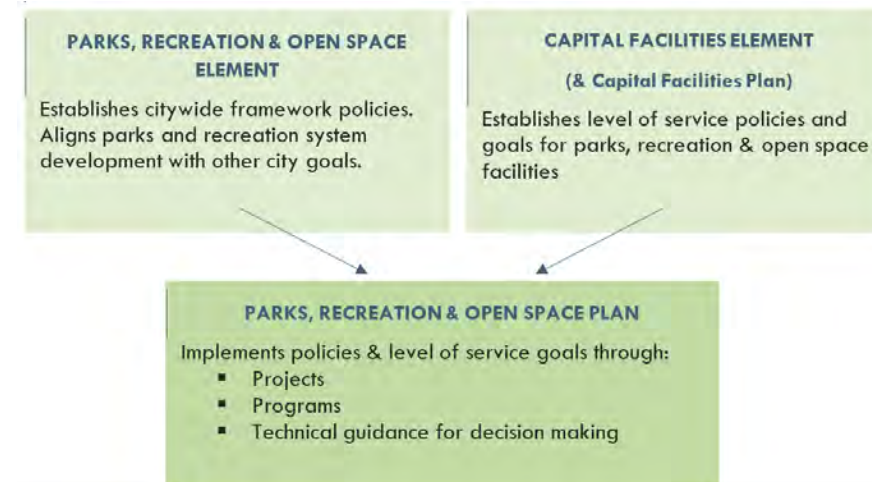 PARKS, RECREATION & OPEN SPACE
ELEMENT
Establishes citywide framework policies.
Aligns parks and recreation system
development with other city goals.
CAPITAL FACILITIES ELEMENT
(& Capital Facilities Plan)
Establishes level of service policies and
goals for parks, recreation & open space
facilities
PARKS, RECREATION & OPEN SPACE PLAN
Implements policies & level of service goals through:
▪ Projects
▪ Programs
▪ Technical guidance for decision making